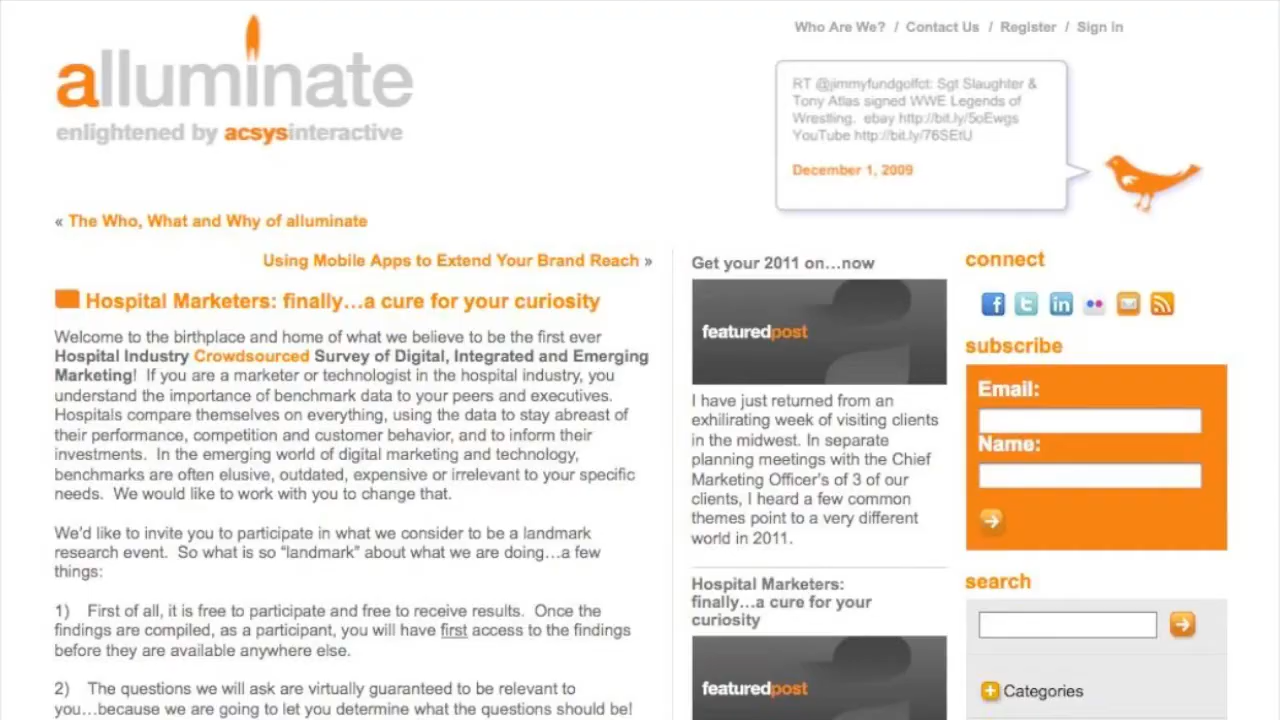 alluminate
enlightened by acsysinteractive
Who Are We? / Contact Us / Register / Sign In
RT @jimmyfundgolfct: Sgt Slaughter &
Tony Atlas signed WWE Legends of
Wrestling. ebay http://bit.ly/5oEwgs
YouTube http://bit.ly/76SEtU
December 1, 2009
« The Who, What and Why of alluminate
Using Mobile Apps to Extend Your Brand Reach »
Hospital Marketers: finally…a cure for your curiosity
Welcome to the birthplace and home of what we believe to be the first ever
Hospital Industry Crowdsourced Survey of Digital, Integrated and Emerging
Marketing! If you are a marketer or technologist in the hospital industry, you
understand the importance of benchmark data to your peers and executives.
Hospitals compare themselves on everything, using the data to stay abreast of
their performance, competition and customer behavior, and to inform their
investments. In the emerging world of digital marketing and technology,
benchmarks are often elusive, outdated, expensive or irrelevant to your specific
needs. We would like to work with you to change that.
We'd like to invite you to participate in what we consider to be a landmark
research event. So what is so “landmark” about what we are doing…a few
things:
1) First of all, it is free to participate and free to receive results. Once the
findings are compiled, as a participant, you will have first access to the findings
before they are available anywhere else.
2) The questions we will ask are virtually guaranteed to be relevant to
you…because we are going to let you determine what the questions should be!
Get your 2011 on…now
featuredpost
I have just returned from an
exhilirating week of visiting clients
in the midwest. In separate
planning meetings with the Chief
Marketing Officer's of 3 of our
clients, I heard a few common
themes point to a very different
world in 2011.
Hospital Marketers:
finally…a cure for your
curiosity
featuredpost
connect
subscribe
Email:
Name:
search
Categories